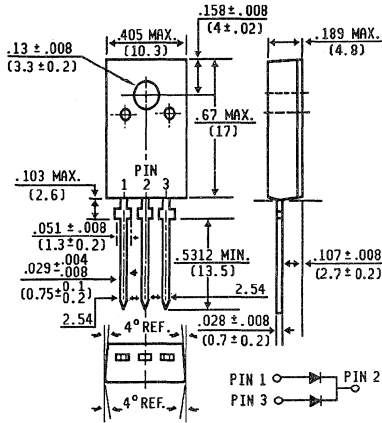 .405 MAX.
(10.3)
.158±.008
(4±.02)
.189 MAX.
(4.8)
.13±.008
(3.3±0.2)
.67 MAX.
(17)
PIN
1 2 3
.103 MAX.
(2.6)
.051±.008
(1.3±0.2)
.5312 MIN.
(13.5)
.029+.004
-.008
(0.75±0.1
0.2)
.107±.008
(2.7±0.2)
2.54
2.54
.028±.008
(0.7±0.2)
4° REF.
4° REF.
PIN 1
PIN 2
PIN 3